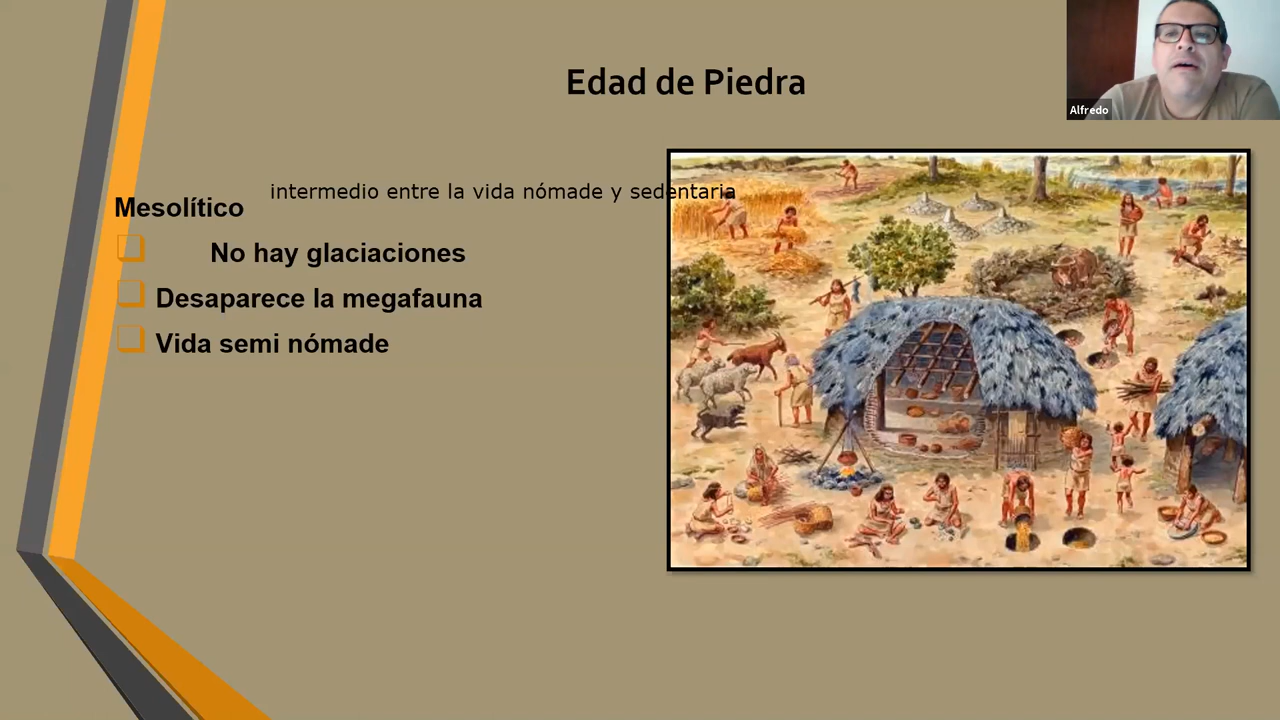 Edad de Piedra
Alfredo
intermedio entre la vida nómade y sedentaria
Mesolítico
No hay glaciaciones
Desaparece la megafauna
Vida semi nómade